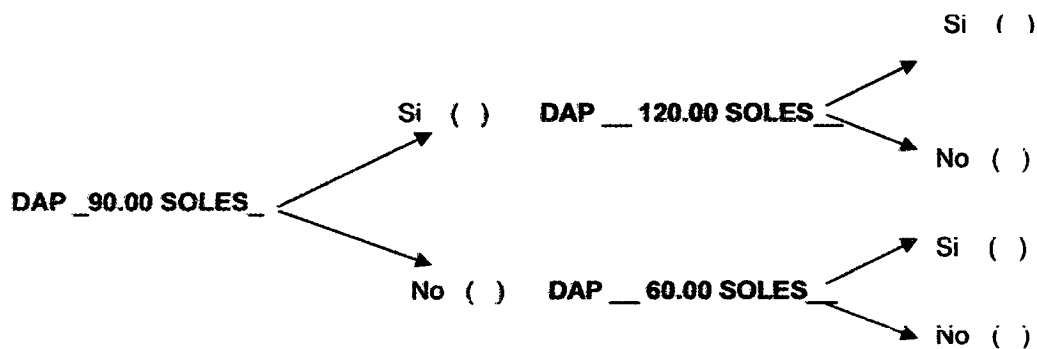 Si ( )
Si ( ) DAP __ 120.00 SOLES__
No ( )
DAP _90.00 SOLES_
Si ( )
No ( ) DAP __ 60.00 SOLES__
No ( )